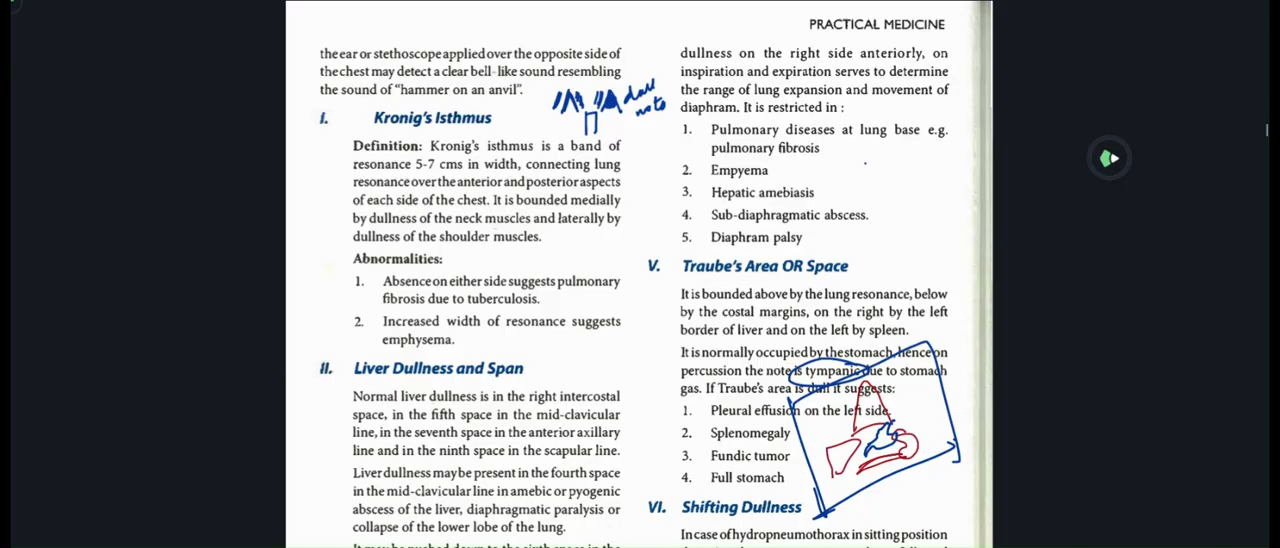 PRACTICAL MEDICINE
the ear or stethoscope applied over the opposite side of
the chest may detect a clear bell-like sound resembling
the sound of "hammer on an anvil".
dull
note
I. Kronig's Isthmus
Definition: Kronig's isthmus is a band of
resonance 5-7 cms in width, connecting lung
resonance over the anterior and posterior aspects
of each side of the chest. It is bounded medially
by dullness of the neck muscles and laterally by
dullness of the shoulder muscles.
Abnormalities:
1. Absence on either side suggests pulmonary
fibrosis due to tuberculosis.
2. Increased width of resonance suggests
emphysema.
II. Liver Dullness and Span
Normal liver dullness is in the right intercostal
space, in the fifth space in the mid-clavicular
line, in the seventh space in the anterior axillary
line and in the ninth space in the scapular line.
Liver dullness may be present in the fourth space
in the mid-clavicular line in amebic or pyogenic
abscess of the liver, diaphragmatic paralysis or
collapse of the lower lobe of the lung.
It may be pushed down to the sixth space in the
dullness on the right side anteriorly, on
inspiration and expiration serves to determine
the range of lung expansion and movement of
diaphram. It is restricted in :
1. Pulmonary diseases at lung base e.g.
pulmonary fibrosis
2. Empyema
3. Hepatic amebiasis
4. Sub-diaphragmatic abscess.
5. Diaphram palsy
V. Traube's Area OR Space
It is bounded above by the lung resonance, below
by the costal margins, on the right by the left
border of liver and on the left by spleen.
It is normally occupied by the stomach, hence on
percussion the note is tympanic due to stomach
gas. If Traube's area is dull it suggests:
1. Pleural effusion on the left side.
2. Splenomegaly
3. Fundic tumor
4. Full stomach
VI. Shifting Dullness
In case of hydropneumothorax in sitting position